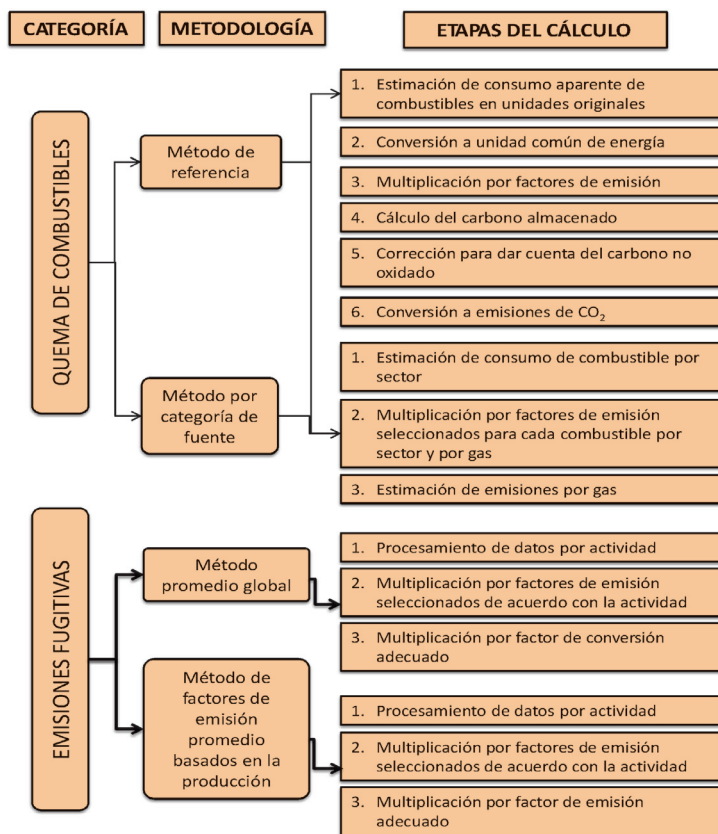 CATEGORÍA
METODOLOGÍA
ETAPAS DEL CÁLCULO
QUEMA DE COMBUSTIBLES
Método de
referencia
1. Estimación de consumo aparente de
combustibles en unidades originales
2. Conversión a unidad común de energía
3. Multiplicación por factores de emisión
4. Cálculo del carbono almacenado
5. Corrección para dar cuenta del carbono no
oxidado
6. Conversión a emisiones de CO₂
Método por
categoría de
fuente
1. Estimación de consumo de combustible por
sector
2. Multiplicación por factores de emisión
seleccionados para cada combustible por
sector y por gas
3. Estimación de emisiones por gas
EMISIONES FUGITIVAS
Método
promedio global
1. Procesamiento de datos por actividad
2. Multiplicación por factores de emisión
seleccionados de acuerdo con la actividad
3. Multiplicación por factor de conversión
adecuado
Método de
factores de
emisión
promedio
basados en la
producción
1. Procesamiento de datos por actividad
2. Multiplicación por factores de emisión
seleccionados de acuerdo con la actividad
3. Multiplicación por factor de emisión
adecuado